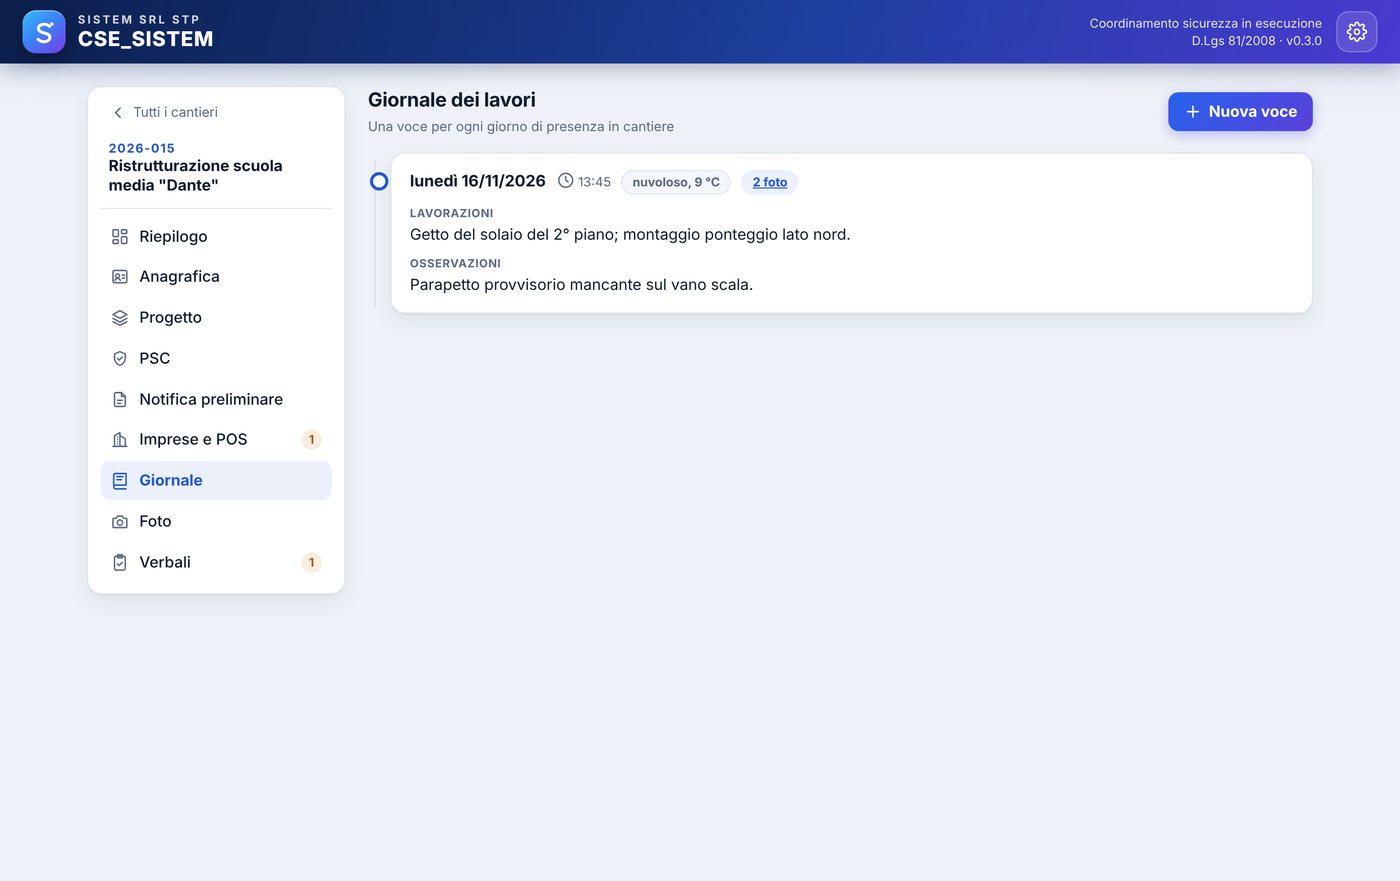 SISTEM SRL STP
CSE_SISTEM
Coordinamento sicurezza in esecuzione
D.Lgs 81/2008 · v0.3.0
Tutti i cantieri
2026-015
Ristrutturazione scuola
media "Dante"
Riepilogo
Anagrafica
Progetto
PSC
Notifica preliminare
Imprese e POS 1
Giornale
Foto
Verbali 1
Giornale dei lavori
Una voce per ogni giorno di presenza in cantiere
+ Nuova voce
lunedì 16/11/2026 13:45 nuvoloso, 9 °C 2 foto
LAVORAZIONI
Getto del solaio del 2° piano; montaggio ponteggio lato nord.
OSSERVAZIONI
Parapetto provvisorio mancante sul vano scala.